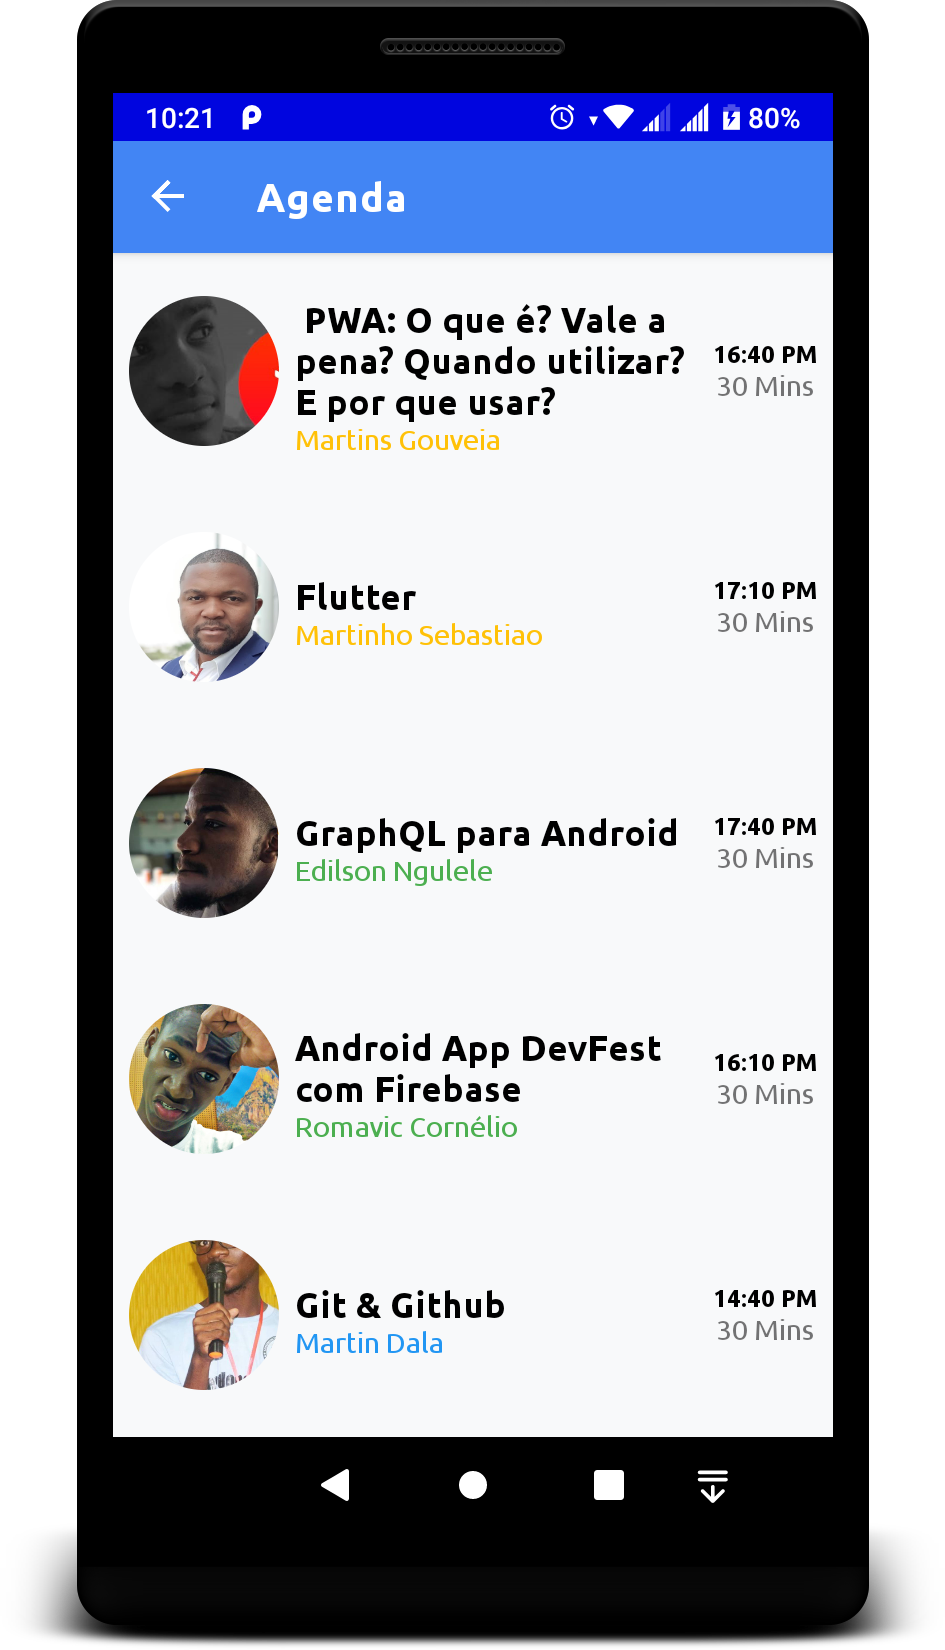 10:21 80%
Agenda
PWA: O que é? Vale a
pena? Quando utilizar?
E por que usar?
Martins Gouveia
16:40 PM
30 Mins
Flutter
Martinho Sebastiao
17:10 PM
30 Mins
GraphQL para Android
Edilson Ngulele
17:40 PM
30 Mins
Android App DevFest
com Firebase
Romavic Cornélio
16:10 PM
30 Mins
Git & Github
Martin Dala
14:40 PM
30 Mins